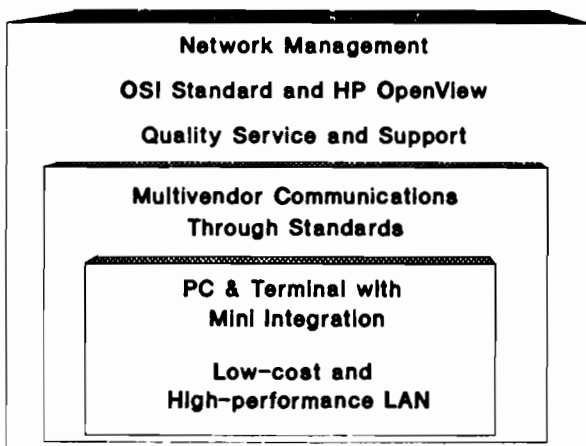 Network Management
OSI Standard and HP OpenView
Quality Service and Support
Multivendor Communications
Through Standards
PC & Terminal with
Mini Integration
Low-cost and
High-performance LAN